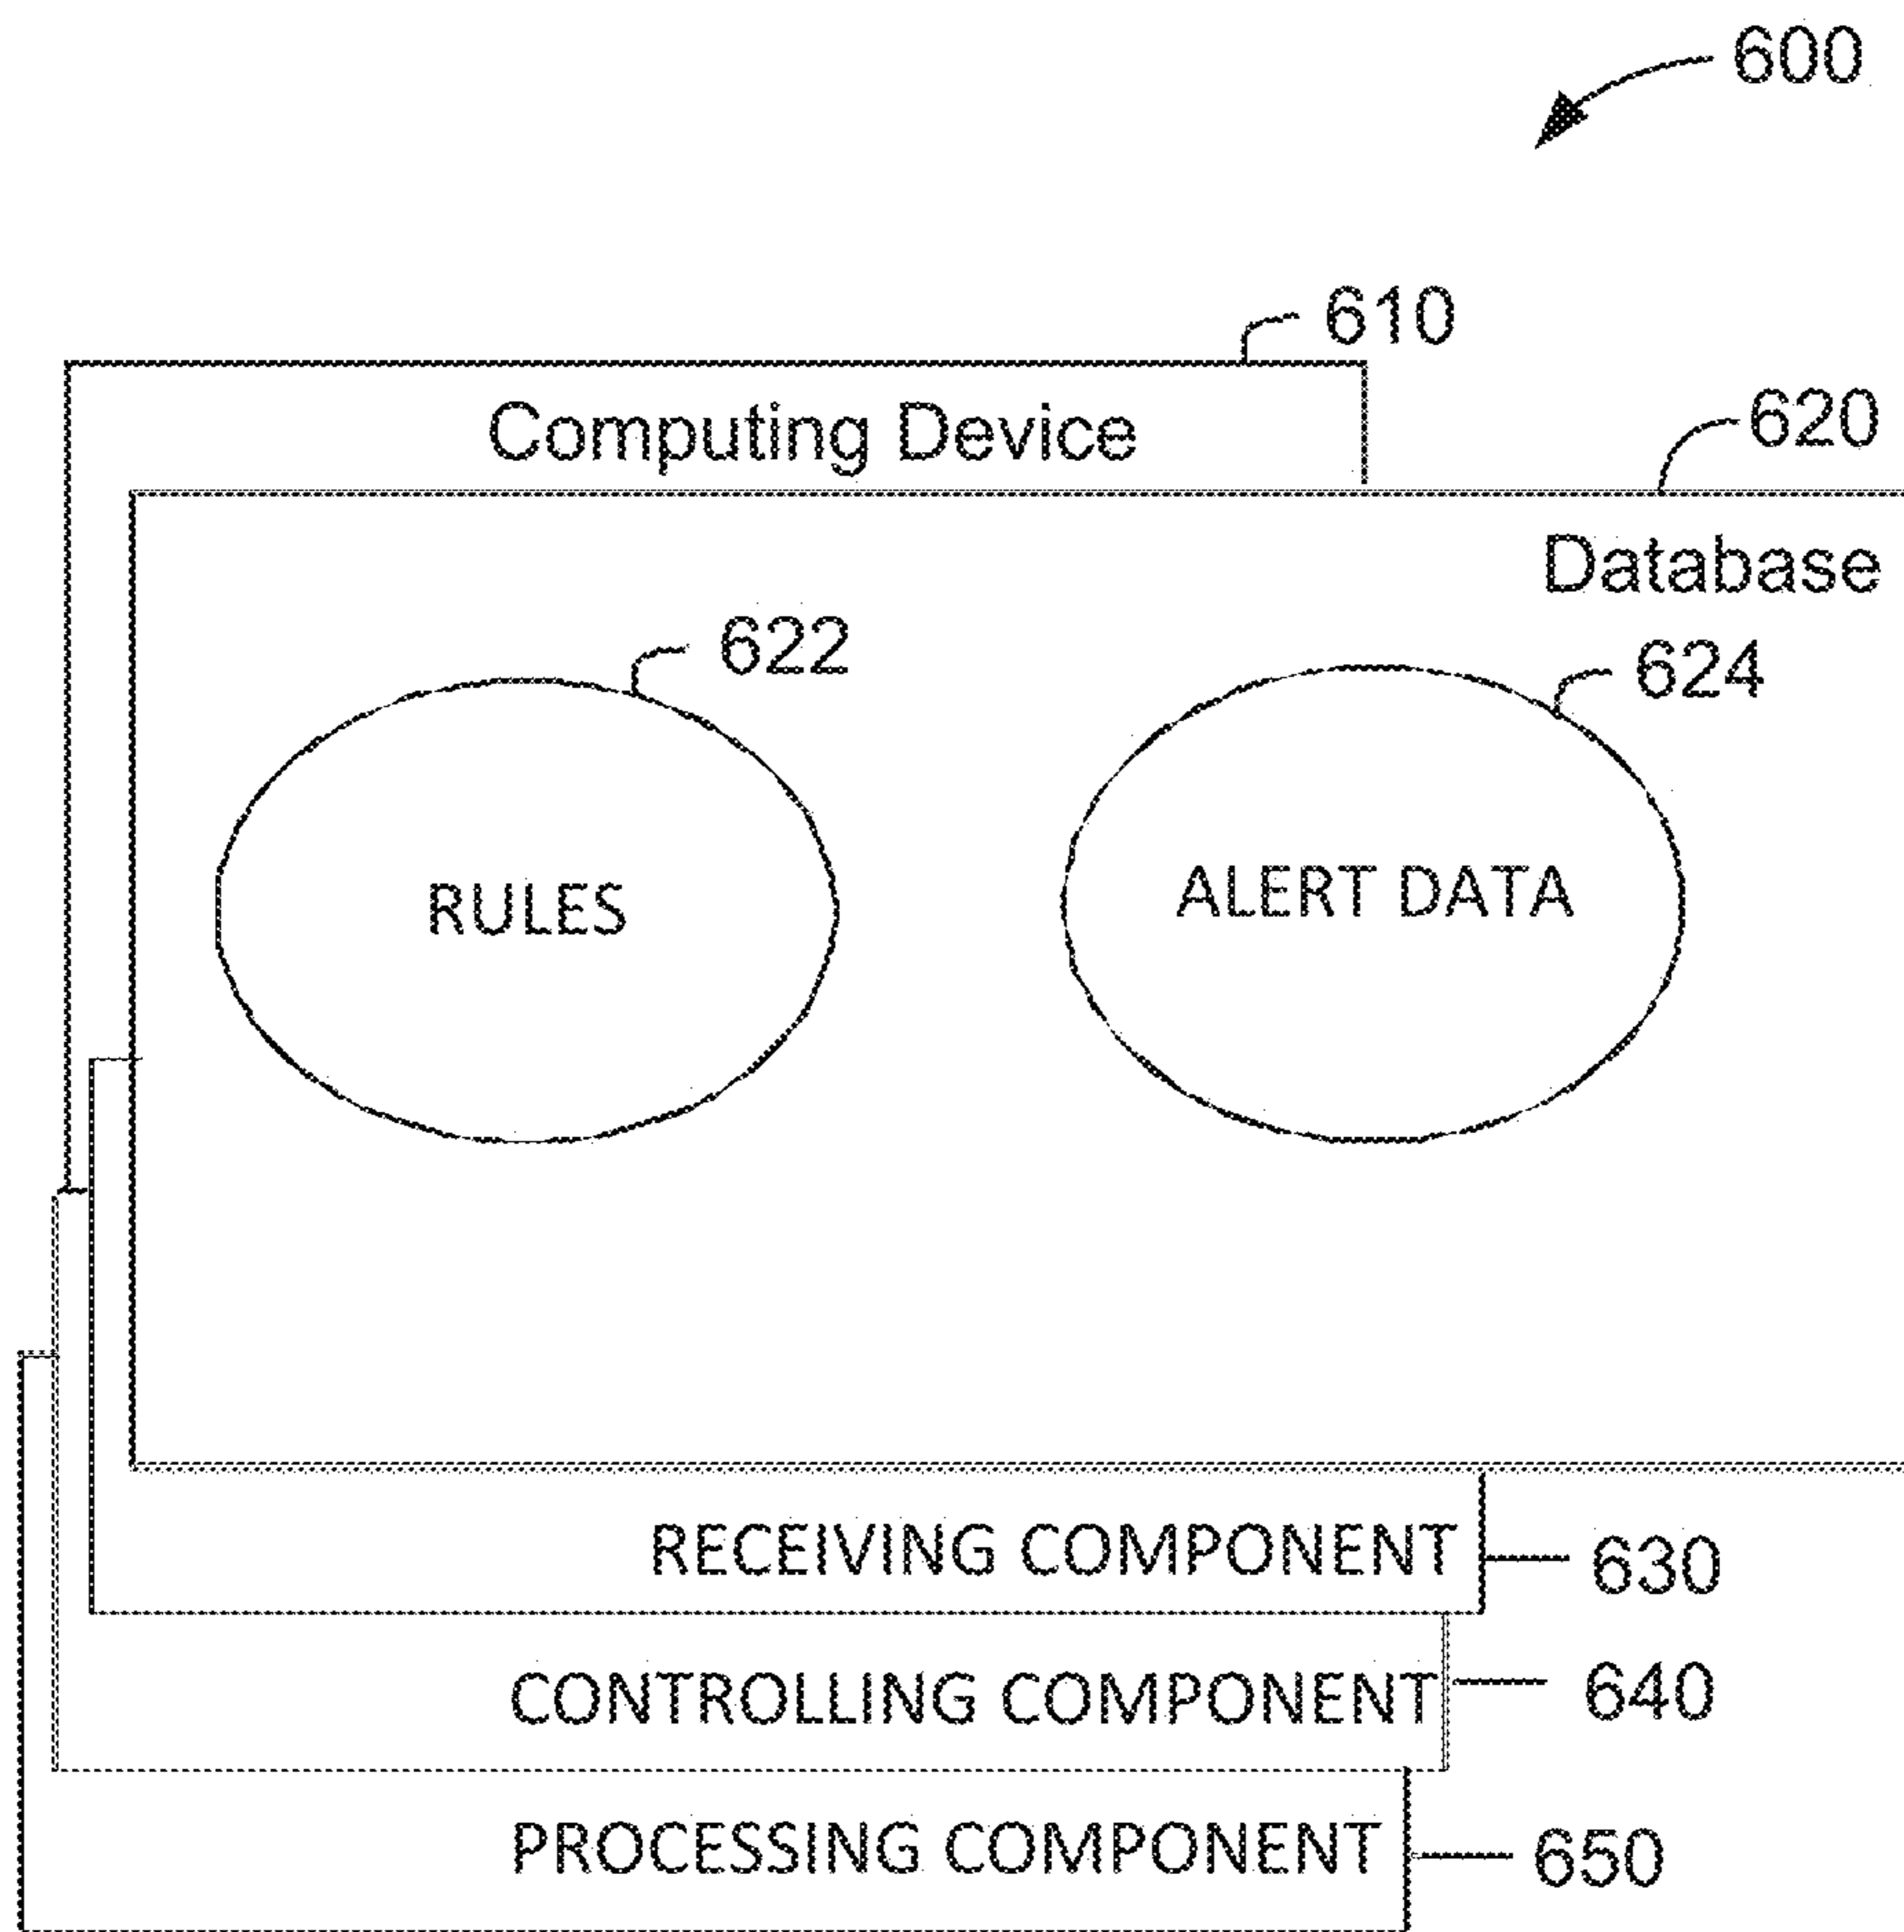 600
610
Computing Device
620
Database
622
624
RULES
ALERT DATA
RECEIVING COMPONENT
630
CONTROLLING COMPONENT
640
PROCESSING COMPONENT
650